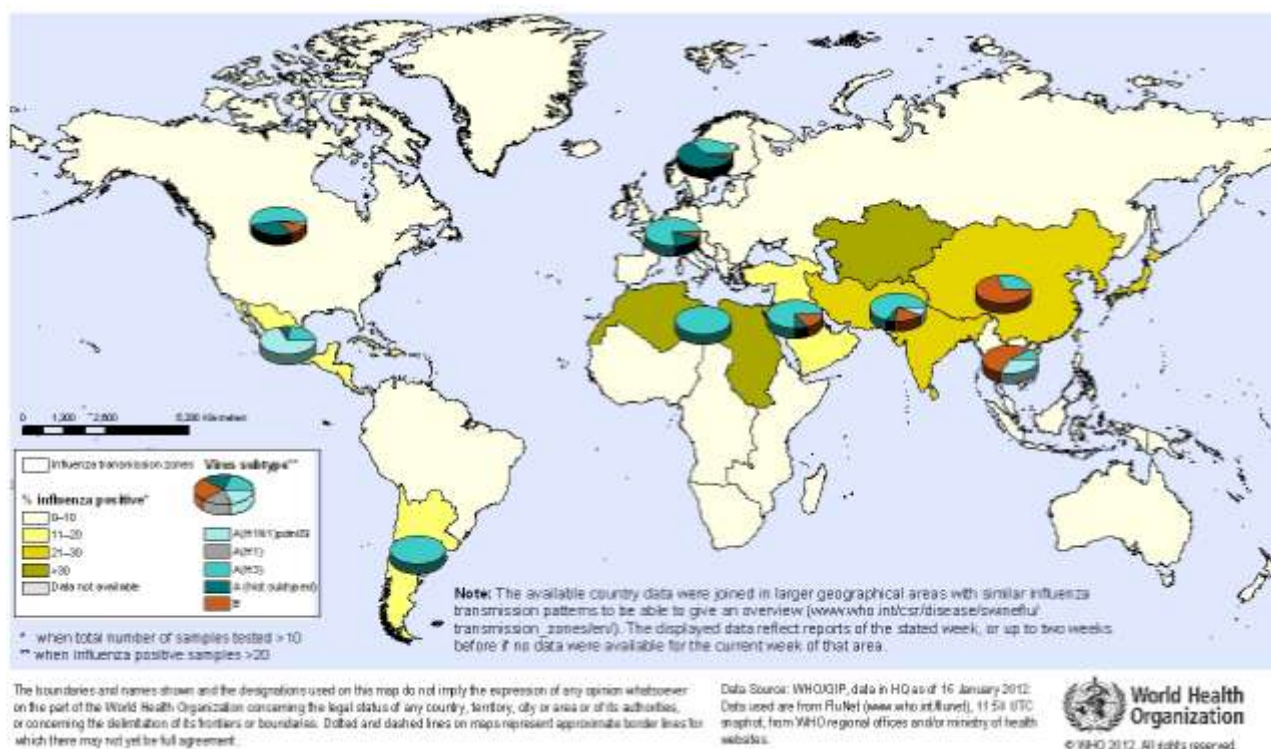 0 1,300 2,600 5,200 Kilometers
Influenza transmission zones
Virus subtype**
% influenza positive*
0–10
11–20
21–30
>30
Data not available
A(H1N1)pdm09
A(H1)
A(H3)
A (Not subtyped)
B
* when total number of samples tested >10
** when influenza positive samples >20
Note: The available country data were joined in larger geographical areas with similar influenza
transmission patterns to be able to give an overview (www.who.int/csr/disease/swineflu/
transmission_zones/en/). The displayed data reflect reports of the stated week, or up to two weeks
before if no data were available for the current week of that area.
The boundaries and names shown and the designations used on this map do not imply the expression of any opinion whatsoever
on the part of the World Health Organization concerning the legal status of any country, territory, city or area or of its authorities,
or concerning the delimitation of its frontiers or boundaries. Dotted and dashed lines on maps represent approximate border lines for
which there may not yet be full agreement.
Data Source: WHO/GIP, data in HQ as of 16 January 2012:
Data used are from FluNet (www.who.int/flunet), UTC
snapshot, from WHO regional offices and/or ministry of health
websites.
World Health
Organization
© WHO 2012. All rights reserved.